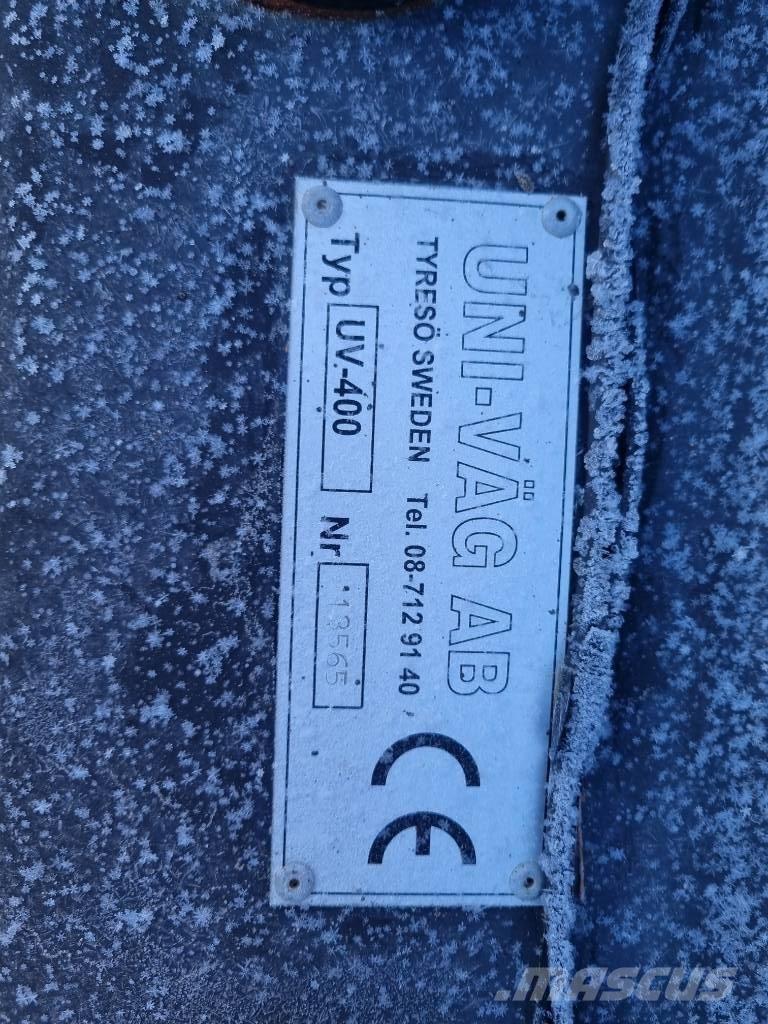 UNI-VÄG AB
TYRESÖ SWEDEN Tel. 08-712 91 40
Typ UV-400 Nr 13565
CE
.MASCUS